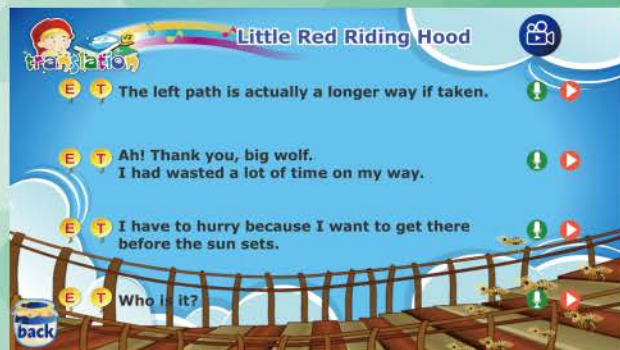 Little Red Riding Hood
translation
E T The left path is actually a longer way if taken.
E T Ah! Thank you, big wolf.
I had wasted a lot of time on my way.
E T I have to hurry because I want to get there
before the sun sets.
E T Who is it?
back